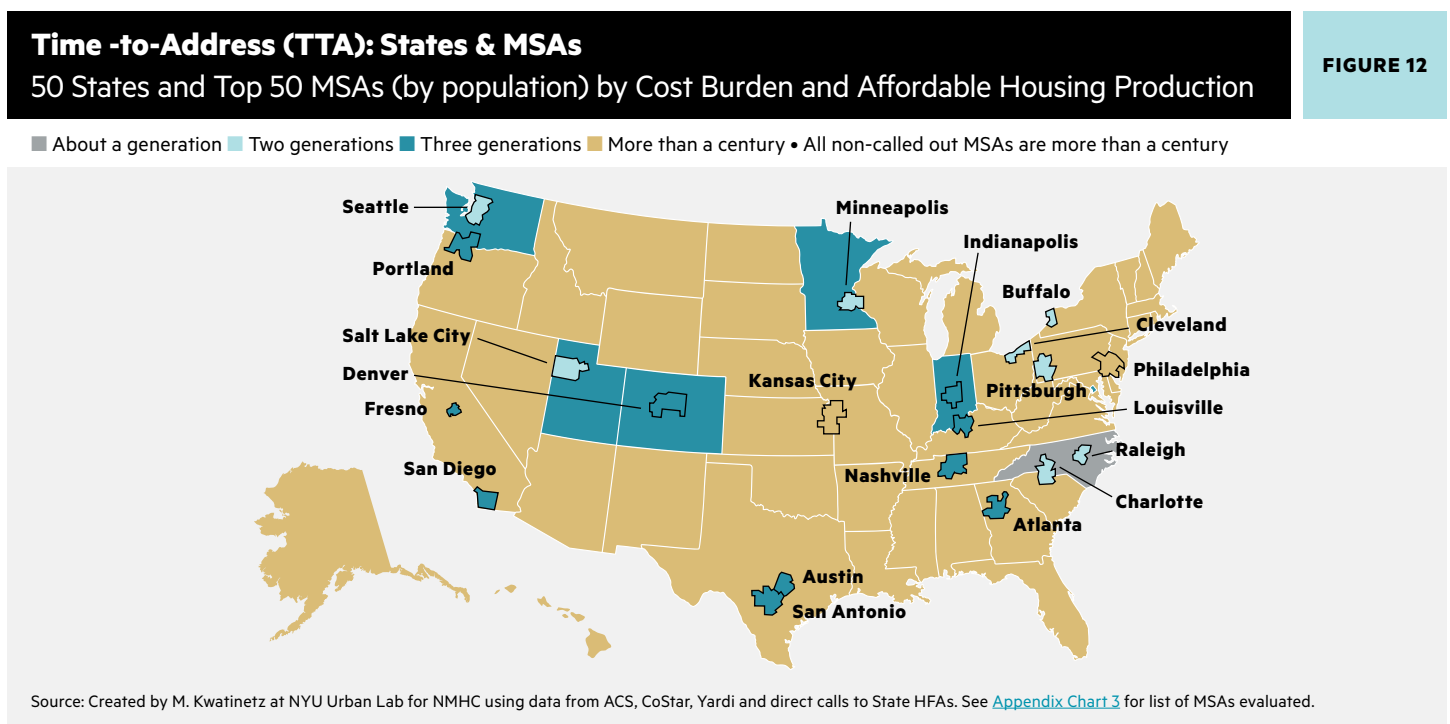 Time -to-Address (TTA): States & MSAs
50 States and Top 50 MSAs (by population) by Cost Burden and Affordable Housing Production
FIGURE 12
About a generation Two generations Three generations More than a century • All non-called out MSAs are more than a century
Seattle
Minneapolis
Indianapolis
Portland
Buffalo
Cleveland
Salt Lake City
Philadelphia
Denver
Kansas City
Pittsburgh
Fresno
Louisville
Raleigh
San Diego
Nashville
Charlotte
Atlanta
Austin
San Antonio
Source: Created by M. Kwatinetz at NYU Urban Lab for NMHC using data from ACS, CoStar, Yardi and direct calls to State HFAs. See Appendix Chart 3 for list of MSAs evaluated.